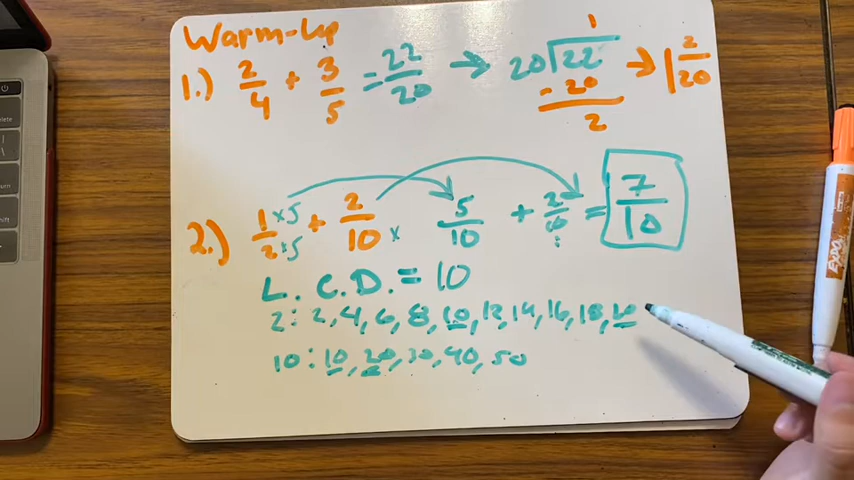 Warm-Up
1.) 2/4 + 3/5 = 22/20 → 20)22 1 - 20 2 → 1 2/20
2.) 1/2 ×5 ×5 + 2/10 × 5/10 + = 7/10
L.C.D. = 10
2: 2, 4, 6, 8, 10, 12, 14, 16, 18, 20
10: 10, 20, 30, 40, 50
EXPO